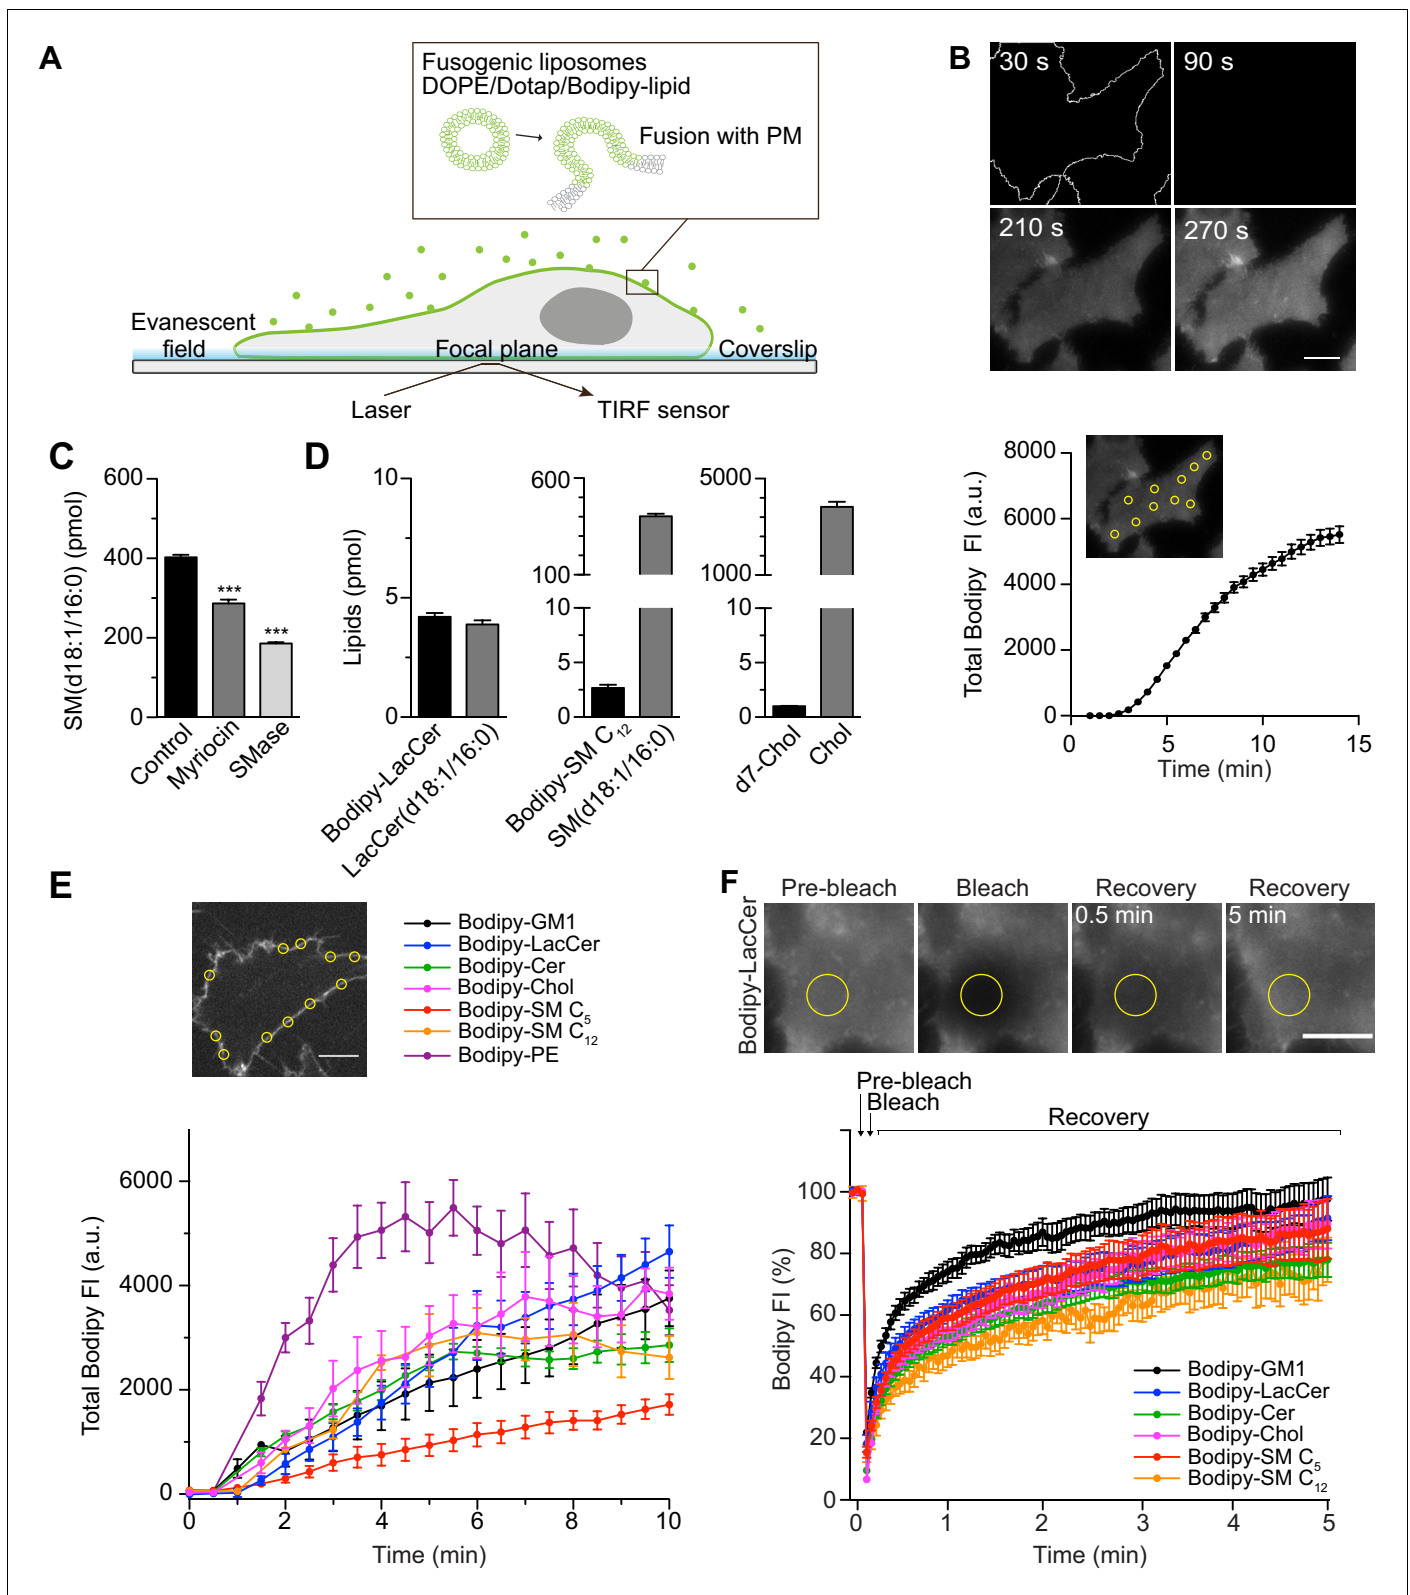 A
Fusogenic liposomes
DOPE/Dotap/Bodipy-lipid
Fusion with PM
Evanescent
field
Focal plane
Coverslip
Laser
TIRF sensor
B
30 s
90 s
210 s
270 s
Total Bodipy FI (a.u.)
8000
6000
4000
2000
0
0
5
10
15
Time (min)
C
SM(d18:1/16:0) (pmol)
600
400
200
0
***
***
Control
Myriocin
SMase
D
Lipids (pmol)
10
5
0
Bodipy-LacCer
LacCer(d18:1/16:0)
600
100
10
5
0
Bodipy-SM C12
SM(d18:1/16:0)
5000
1000
10
5
0
d7-Chol
Chol
E
Bodipy-GM1
Bodipy-LacCer
Bodipy-Cer
Bodipy-Chol
Bodipy-SM C5
Bodipy-SM C12
Bodipy-PE
Total Bodipy FI (a.u.)
6000
4000
2000
0
0
2
4
6
8
10
Time (min)
F
Bodipy-LacCer
Pre-bleach
Bleach
Recovery
Recovery
0.5 min
5 min
Pre-bleach
Bleach
Recovery
Bodipy FI (%)
100
80
60
40
20
0
Bodipy-GM1
Bodipy-LacCer
Bodipy-Cer
Bodipy-Chol
Bodipy-SM C5
Bodipy-SM C12
0
1
2
3
4
5
Time (min)